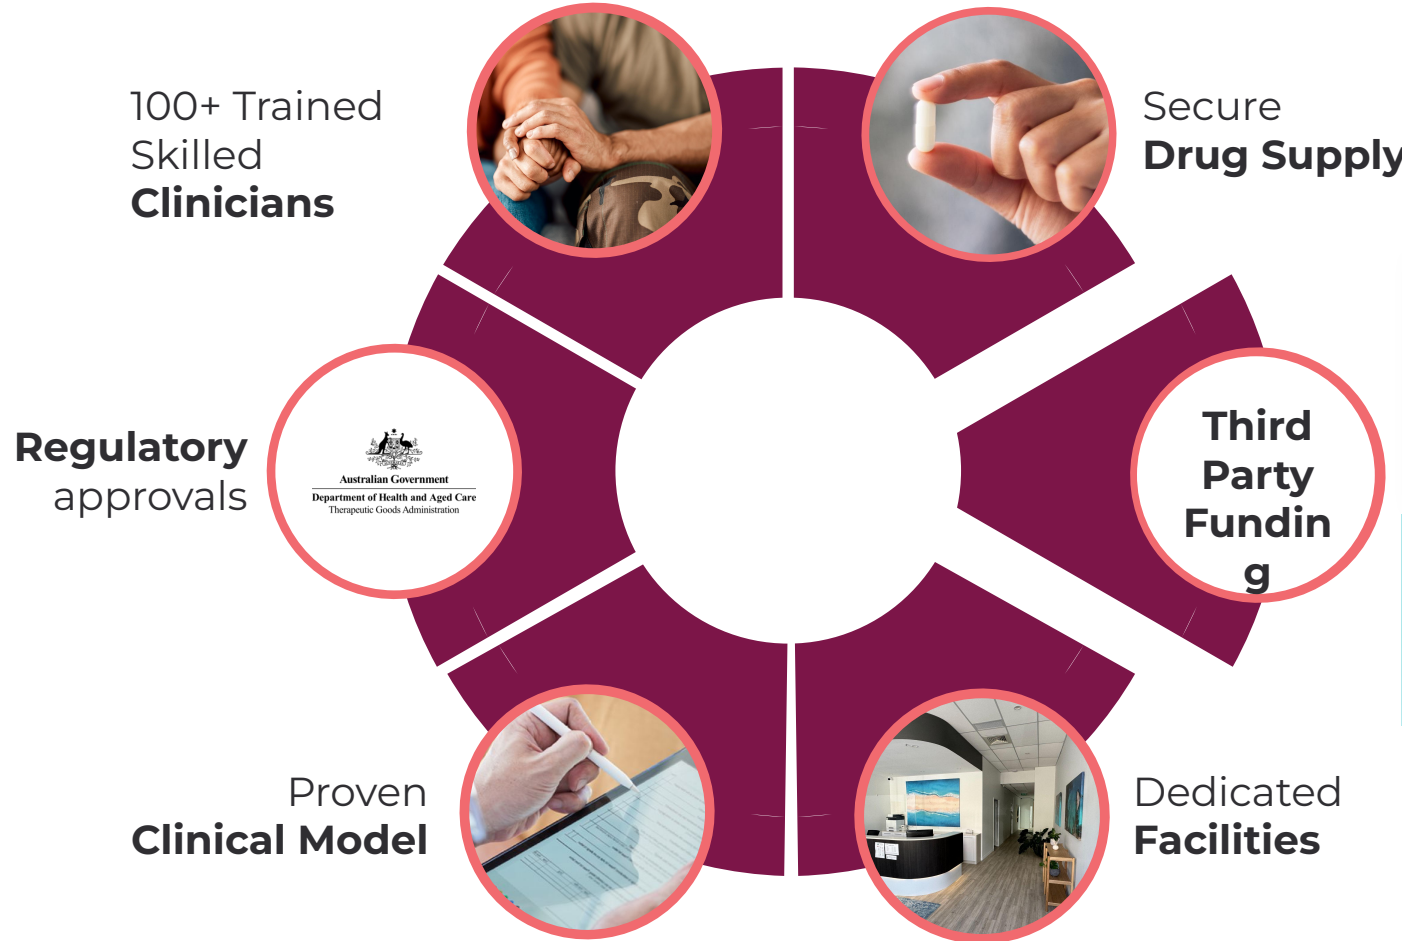 100+ Trained
Skilled
Clinicians
Secure
Drug Supply
Regulatory
approvals
Australian Government
Department of Health and Aged Care
Therapeutic Goods Administration
Third
Party
Fundin
g
Proven
Clinical Model
Dedicated
Facilities